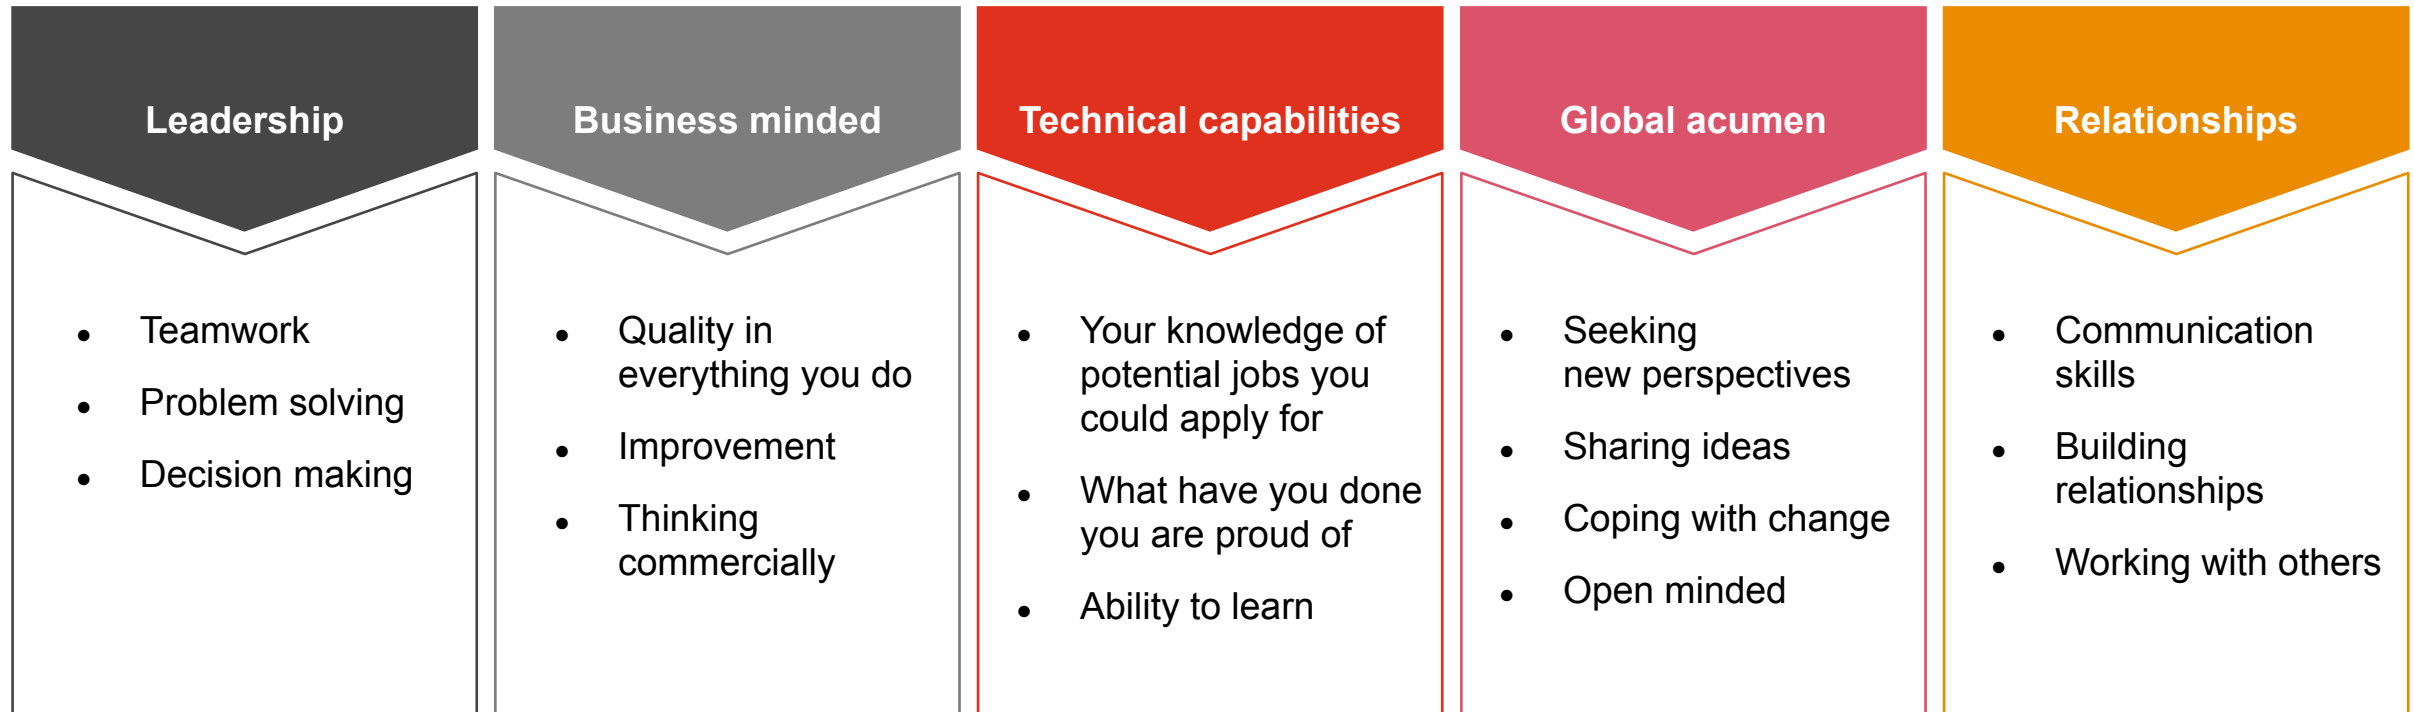 Leadership
• Teamwork
• Problem solving
• Decision making
Business minded
• Quality in
everything you do
• Improvement
• Thinking
commercially
Technical capabilities
• Your knowledge of
potential jobs you
could apply for
• What have you done
you are proud of
• Ability to learn
Global acumen
• Seeking
new perspectives
• Sharing ideas
• Coping with change
• Open minded
Relationships
• Communication
skills
• Building
relationships
• Working with others